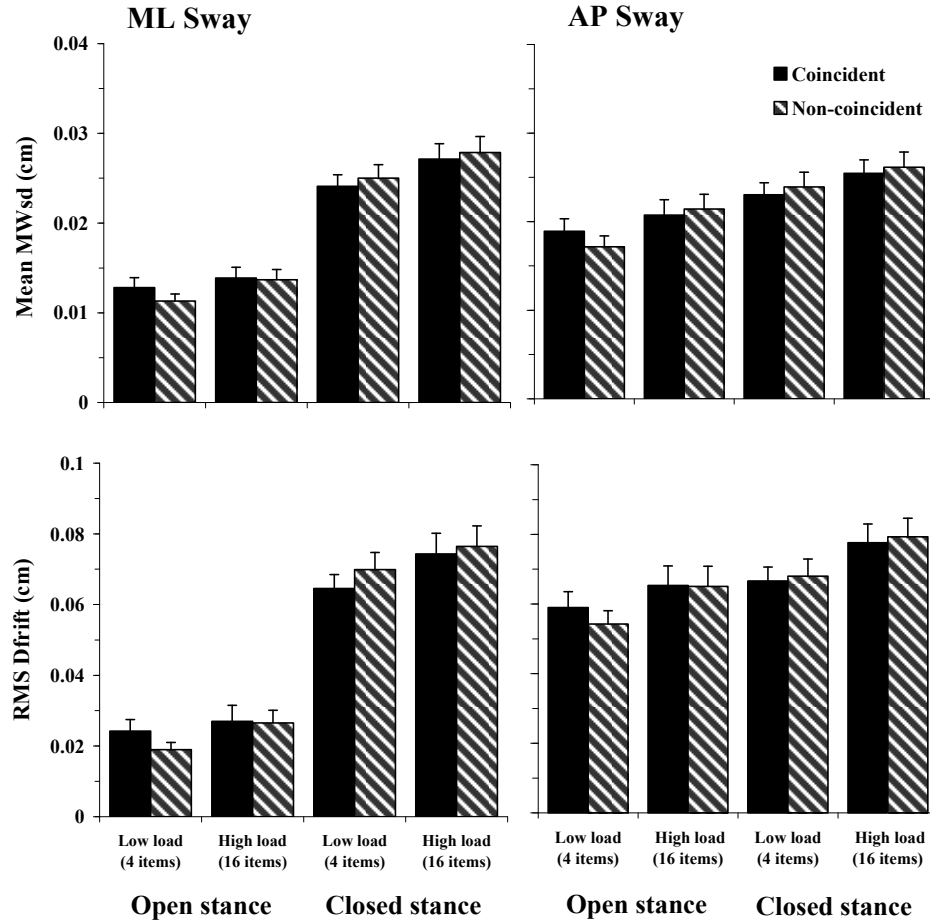 ML Sway
AP Sway
Mean MWsd (cm)
0.04
0.03
0.02
0.01
0
Coincident
Non-coincident
RMS Dfrift (cm)
0.1
0.08
0.06
0.04
0.02
0
Low load
(4 items)
High load
(16 items)
Low load
(4 items)
High load
(16 items)
Low load
(4 items)
High load
(16 items)
Low load
(4 items)
High load
(16 items)
Open stance
Closed stance
Open stance
Closed stance